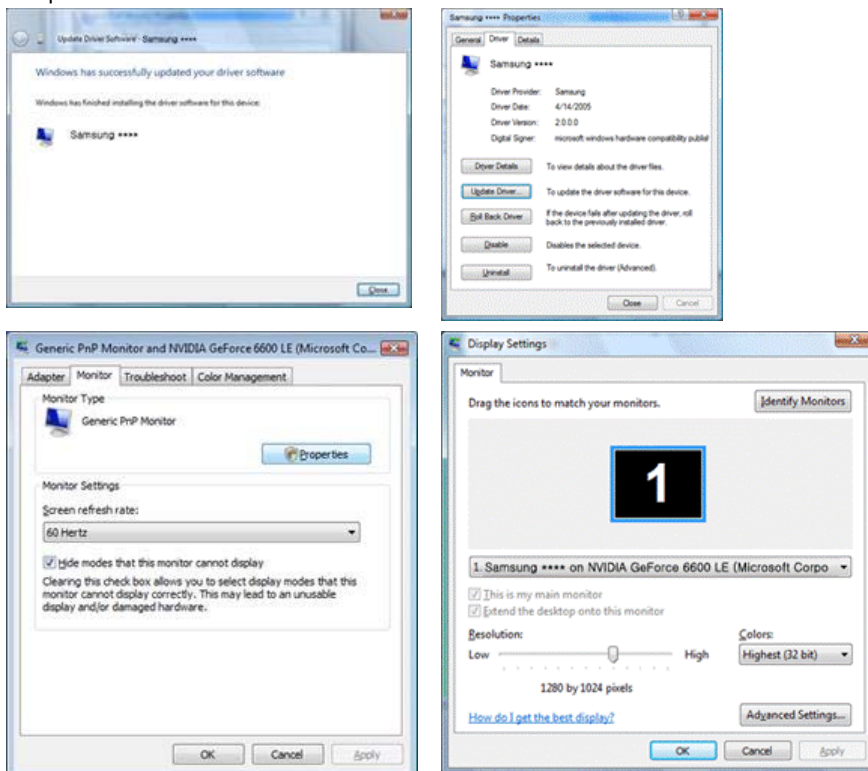 Update Driver Software - Samsung ****
Windows has successfully updated your driver software
Windows has finished installing the driver software for this device:
Samsung ****
Close
Samsung **** Properties
General Driver Details
Samsung ****
Driver Provider: Samsung
Driver Date: 4/14/2005
Driver Version: 2.0.0.0
Digital Signer: microsoft windows hardware compatibility publis
Driver Details To view details about the driver files.
Update Driver... To update the driver software for this device.
Roll Back Driver If the device fails after updating the driver, roll
back to the previously installed driver.
Disable Disables the selected device.
Uninstall To uninstall the driver (Advanced).
Close Cancel
Generic PnP Monitor and NVIDIA GeForce 6600 LE (Microsoft Co...
Adapter Monitor Troubleshoot Color Management
Monitor Type
Generic PnP Monitor
Properties
Monitor Settings
Screen refresh rate:
60 Hertz
Hide modes that this monitor cannot display
Clearing this check box allows you to select display modes that this
monitor cannot display correctly. This may lead to an unusable
display and/or damaged hardware.
OK Cancel Apply
Display Settings
Monitor
Drag the icons to match your monitors.
Identify Monitors
1
1. Samsung **** on NVIDIA GeForce 6600 LE (Microsoft Corpo
This is my main monitor
Extend the desktop onto this monitor
Resolution:
Colors:
Low High
Highest (32 bit)
1280 by 1024 pixels
How do I get the best display?
Advanced Settings...
OK Cancel Apply